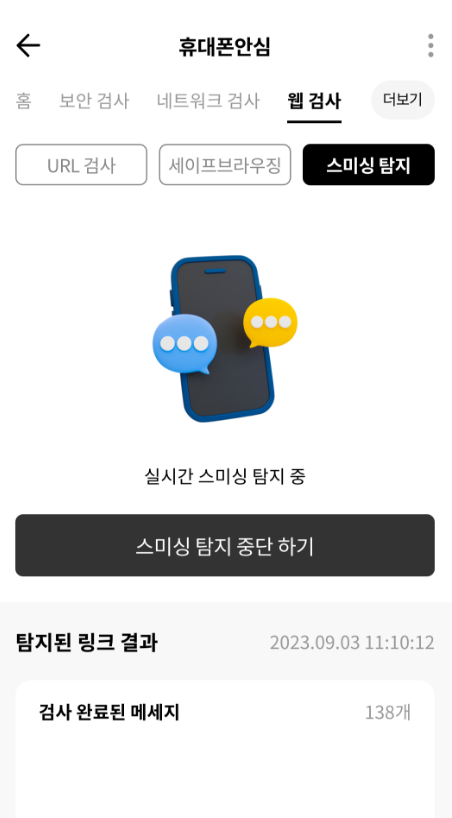 휴대폰안심
홈 보안 검사 네트워크 검사 웹 검사 더보기
URL 검사 세이프브라우징 스미싱 탐지
실시간 스미싱 탐지 중
스미싱 탐지 중단 하기
탐지된 링크 결과 2023.09.03 11:10:12
검사 완료된 메세지 138개